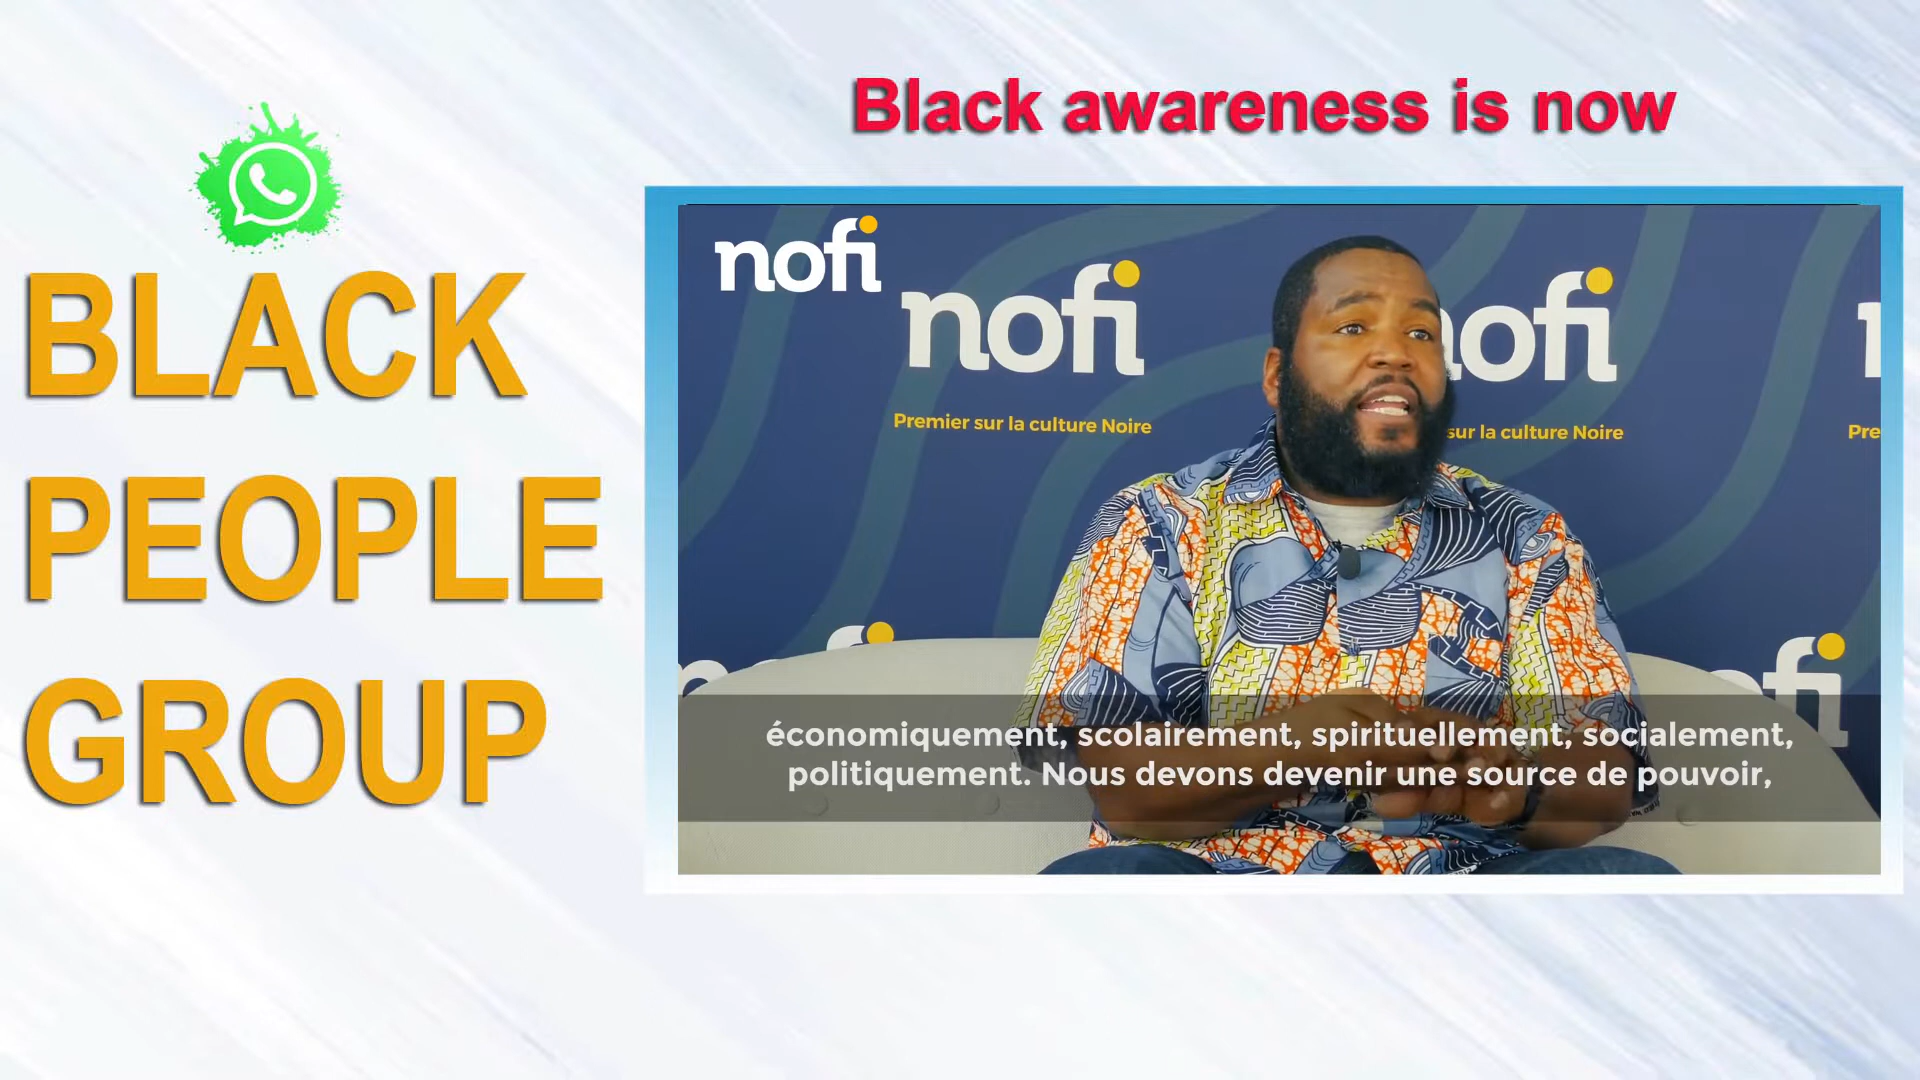 Black awareness is now
BLACK
PEOPLE
GROUP
nofi
nofi
nofi
Premier sur la culture Noire
sur la culture Noire
Pre
économiquement, scolairement, spirituellement, socialement,
politiquement. Nous devons devenir une source de pouvoir,